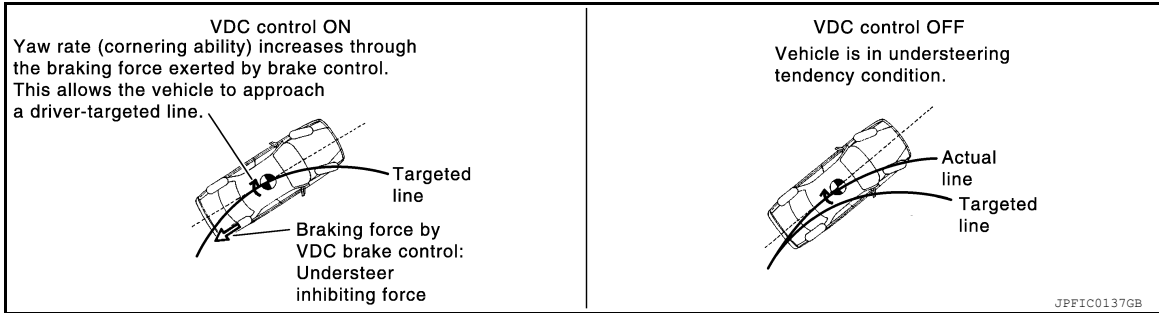 VDC control ON
Yaw rate (cornering ability) increases through
the braking force exerted by brake control.
This allows the vehicle to approach
a driver-targeted line.
Targeted
line
Braking force by
VDC brake control:
Understeer
inhibiting force
VDC control OFF
Vehicle is in understeering
tendency condition.
Actual
line
Targeted
line
JPFIC0137GB